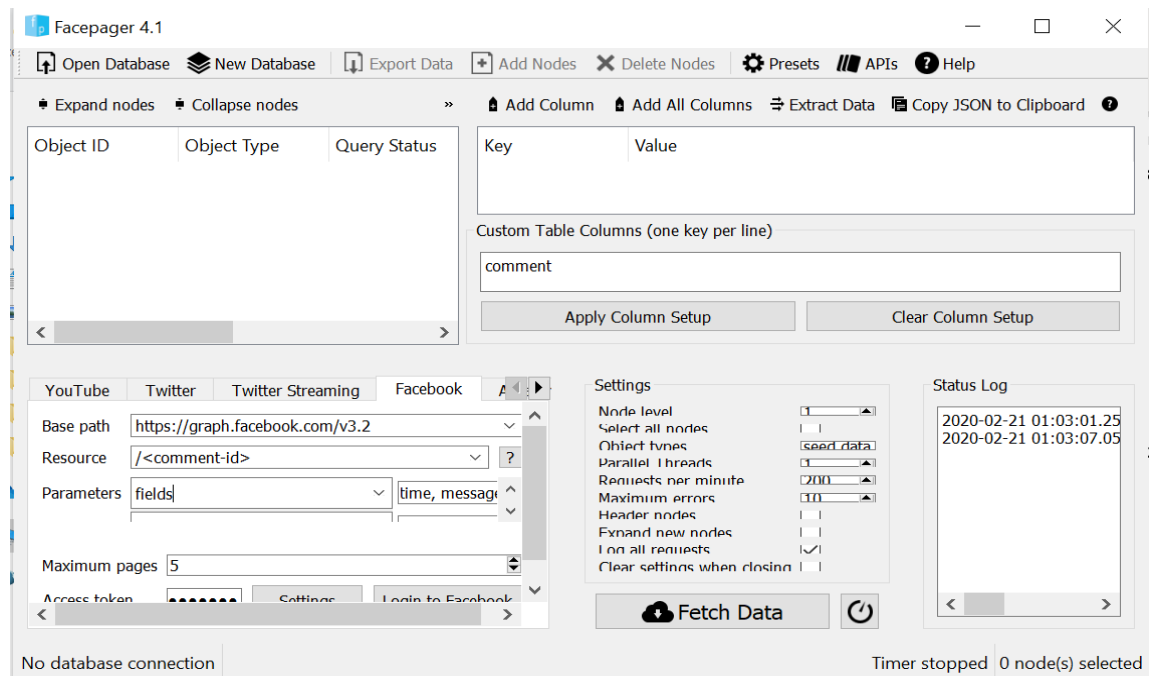 Facepager 4.1
Open Database New Database Export Data Add Nodes Delete Nodes Presets APIs Help
Expand nodes Collapse nodes » Add Column Add All Columns Extract Data Copy JSON to Clipboard
Object ID Object Type Query Status
Key Value
Custom Table Columns (one key per line)
comment
Apply Column Setup Clear Column Setup
YouTube Twitter Twitter Streaming Facebook
Base path https://graph.facebook.com/v3.2
Resource /<comment-id> ?
Parameters fields time, message
Maximum pages 5
Access token Settings Login to Facebook
Settings
Node level 1
Select all nodes
Object types seed data
Parallel Threads 1
Requests per minute 200
Maximum errors 10
Header nodes
Expand new nodes
Log all requests
Clear settings when closing
Fetch Data
Status Log
2020-02-21 01:03:01.25
2020-02-21 01:03:07.05
No database connection
Timer stopped 0 node(s) selected